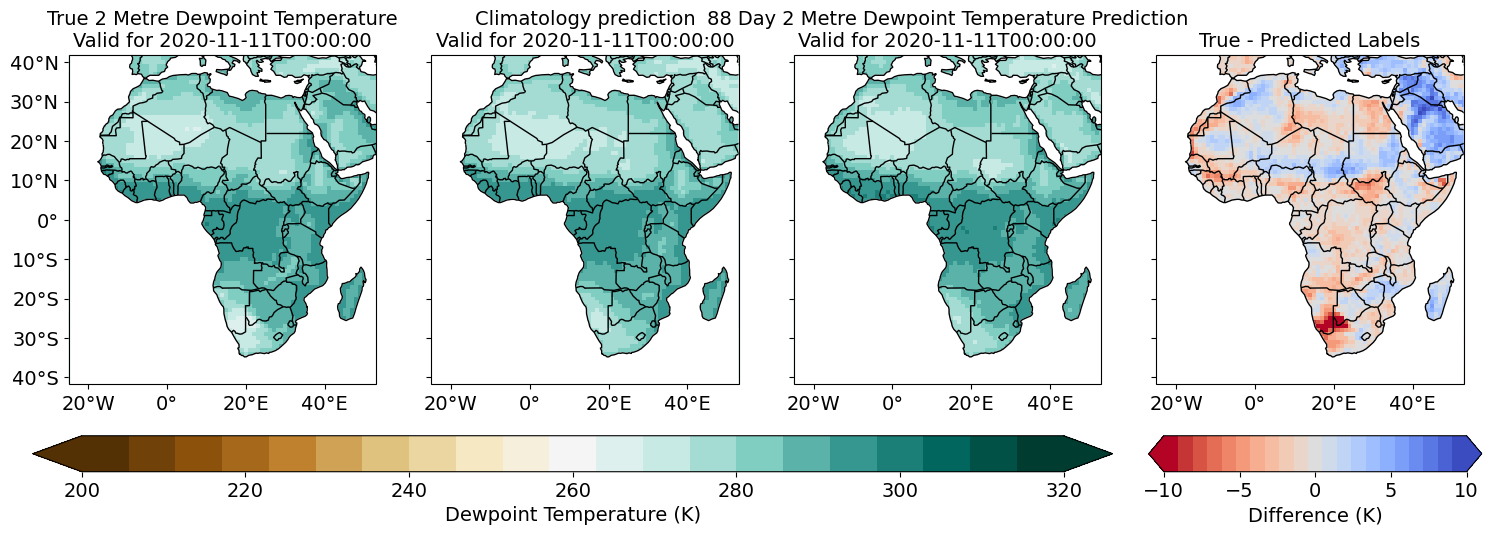 True 2 Metre Dewpoint Temperature
Valid for 2020-11-11T00:00:00
Climatology prediction  88 Day 2 Metre Dewpoint Temperature Prediction
Valid for 2020-11-11T00:00:00
Valid for 2020-11-11T00:00:00
True - Predicted Labels
40°N
30°N
20°N
10°N
0°
10°S
20°S
30°S
40°S
20°W 0° 20°E 40°E
20°W 0° 20°E 40°E
20°W 0° 20°E 40°E
20°W 0° 20°E 40°E
200 220 240 260 280 300 320
Dewpoint Temperature (K)
−10 −5 0 5 10
Difference (K)